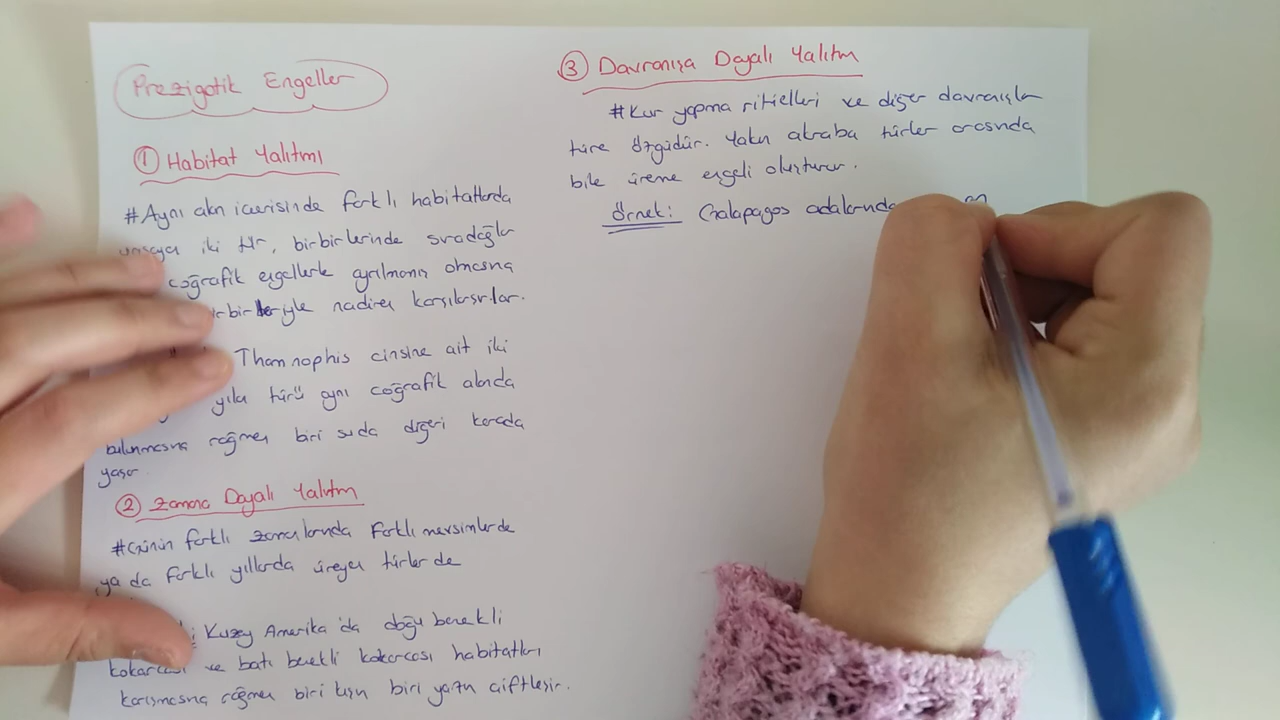 Prezigotik Engeller
① Habitat Yalıtımı
#Aynı alan içerisinde farklı habitatlarda
yaşayan iki tür, birbirlerinde sıradağlar
coğrafik engellerle ayrılmanın olmasına
birbirleriyle nadiren karşılaşırlar.
Thamnophis cinsine ait iki
yılan türü aynı coğrafik alanda
bulunmasına rağmen biri suda diğeri karada
yaşar.
② Zamana Dayalı Yalıtım
#Günün farklı zamanlarında farklı mevsimlerde
ya da farklı yıllarda üreyen türlerde
: Kuzey Amerika'da doğu benekli
kokarcası ve batı benekli kokarcası habitatları
karışmasına rağmen biri kışın biri yazın çiftleşir.
③ Davranışa Dayalı Yalıtım
#Kur yapma ritüelleri ve diğer davranışlar
türe özgüdür. Yakın akraba türler arasında
bile üreme engeli oluşturur.
Örnek: Galapagos adalarında